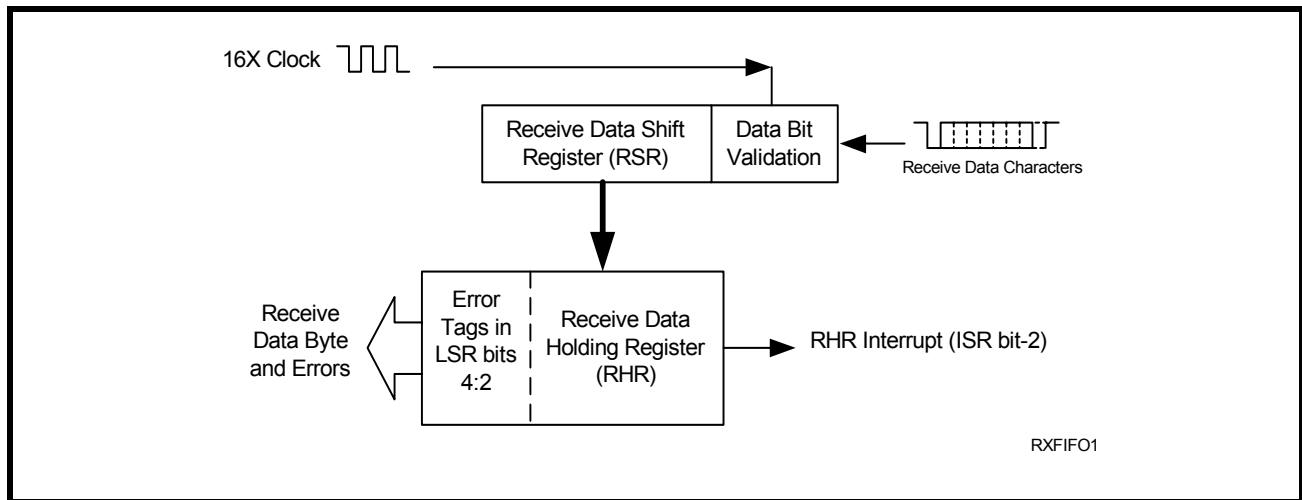 16X Clock
Receive Data Shift
Register (RSR)
Data Bit
Validation
Receive Data Characters
Receive
Data Byte
and Errors
Error
Tags in
LSR bits
4:2
Receive Data
Holding Register
(RHR)
RHR Interrupt (ISR bit-2)
RXFIFO1